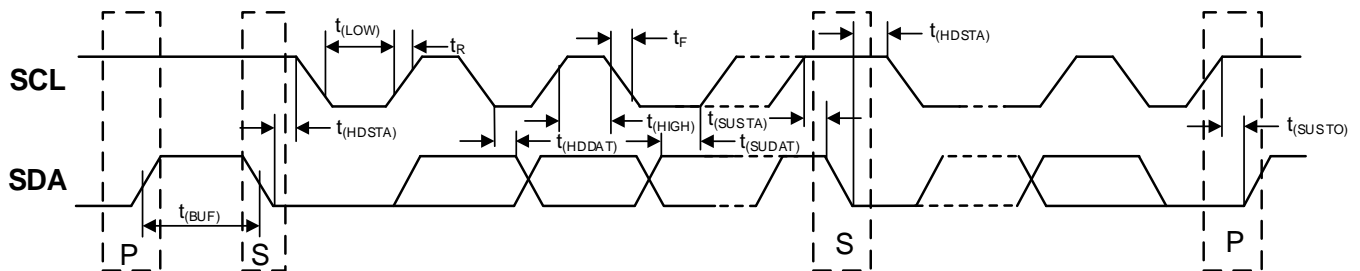 t(LOW)
tR
tF
t(HDSTA)
SCL
t(HDSTA)
t(HDDAT)
t(HIGH)
t(SUSTA)
t(SUDAT)
t(SUSTO)
SDA
t(BUF)
P
S
S
P